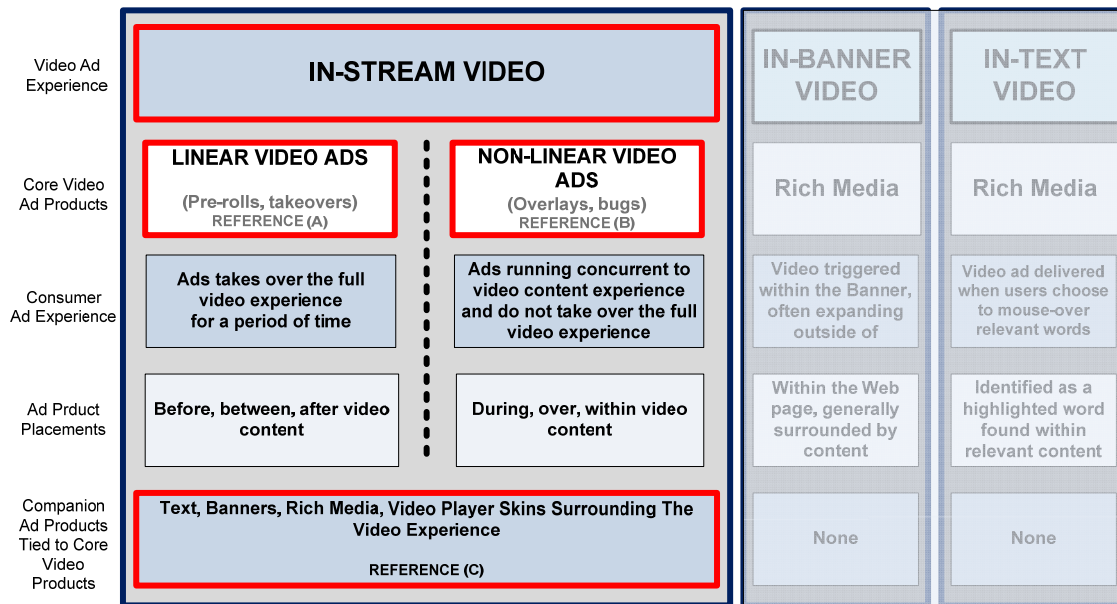 Video Ad
Experience
IN-STREAM VIDEO
IN-BANNER
VIDEO
IN-TEXT
VIDEO
Core Video
Ad Products
LINEAR VIDEO ADS
(Pre-rolls, takeovers)
REFERENCE (A)
NON-LINEAR VIDEO
ADS
(Overlays, bugs)
REFERENCE (B)
Rich Media
Rich Media
Consumer
Ad Experience
Ads takes over the full
video experience
for a period of time
Ads running concurrent to
video content experience
and do not take over the full
video experience
Video triggered
within the Banner,
often expanding
outside of
Video ad delivered
when users choose
to mouse-over
relevant words
Ad Prduct
Placements
Before, between, after video
content
During, over, within video
content
Within the Web
page, generally
surrounded by
content
Identified as a
highlighted word
found within
relevant content
Companion
Ad Products
Tied to Core
Video
Products
Text, Banners, Rich Media, Video Player Skins Surrounding The
Video Experience
REFERENCE (C)
None
None